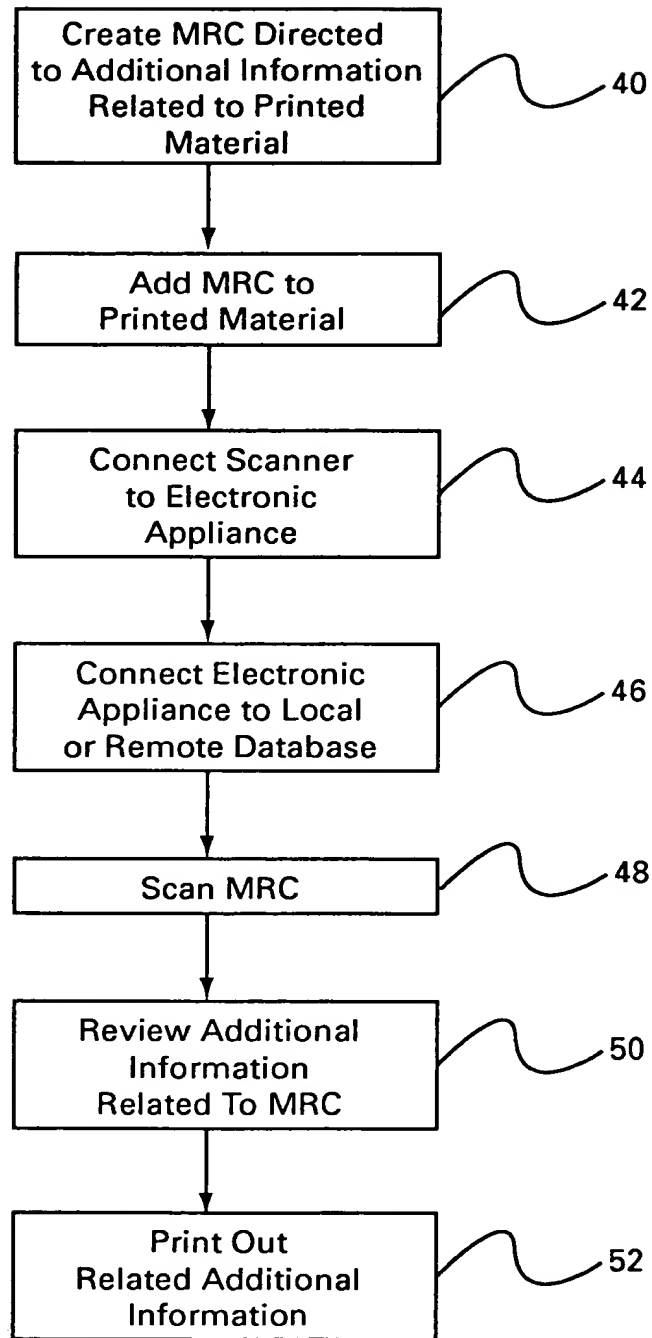 Create MRC Directed
to Additional Information
Related to Printed
Material
40
Add MRC to
Printed Material
42
Connect Scanner
to Electronic
Appliance
44
Connect Electronic
Appliance to Local
or Remote Database
46
Scan MRC
48
Review Additional
Information
Related To MRC
50
Print Out
Related Additional
Information
52